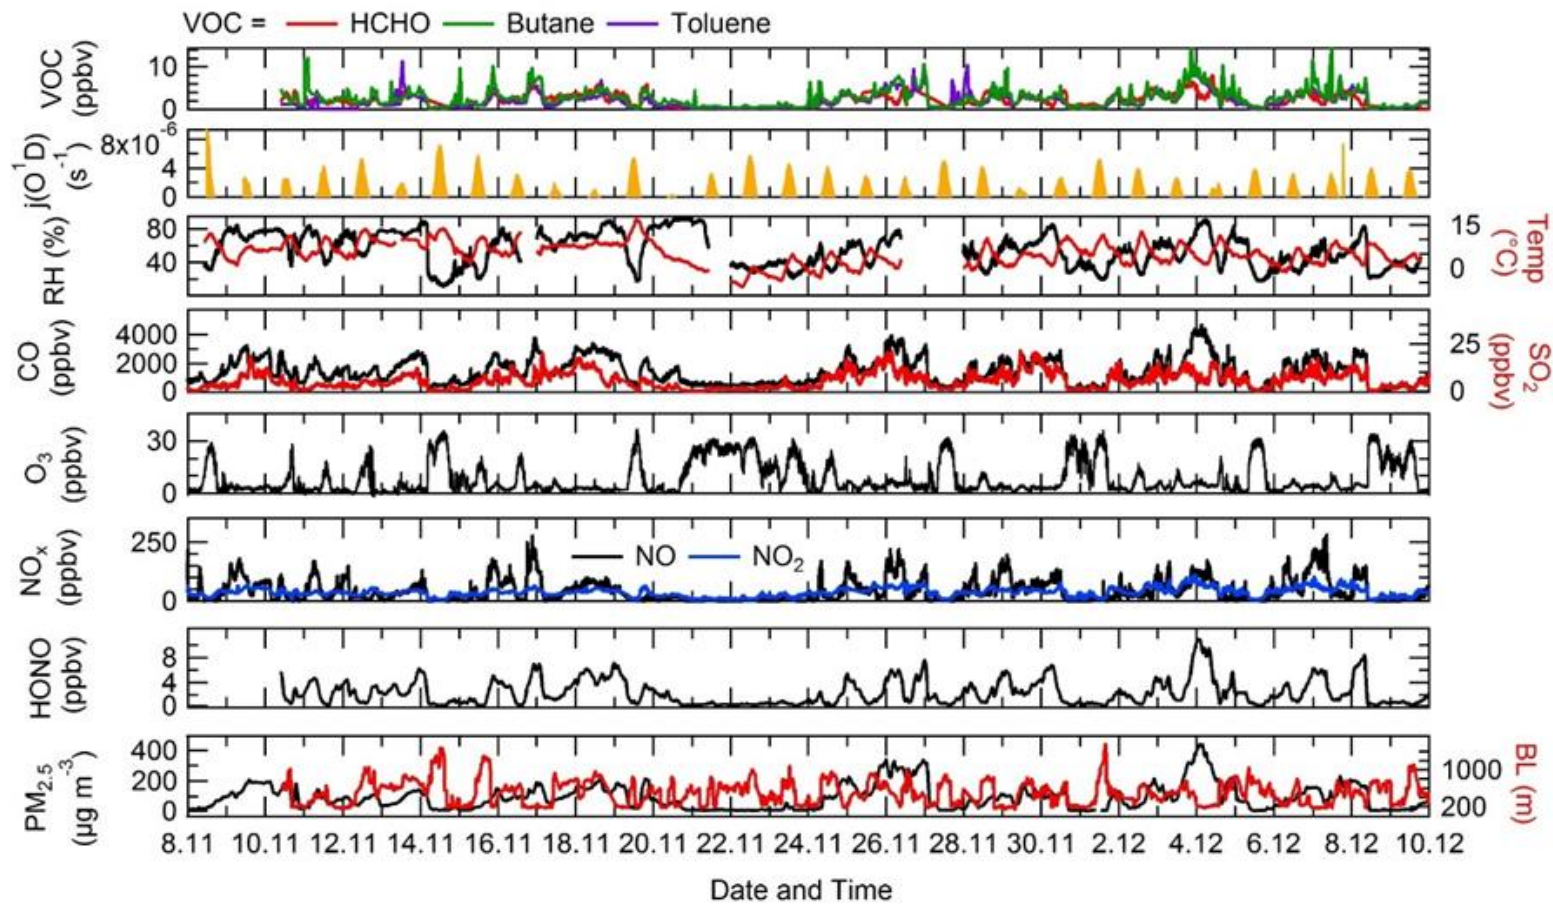 VOC = HCHO Butane Toluene
VOC
(ppbv)
10
0
j(O¹D)
(s⁻¹)
8x10⁻⁶
4
0
RH (%)
80
40
15
0
Temp
(°C)
CO
(ppbv)
4000
2000
0
25
0
SO₂
(ppbv)
O₃
(ppbv)
30
0
NOₓ
(ppbv)
250
0
NO NO₂
HONO
(ppbv)
8
4
0
PM₂.₅
(µg m⁻³)
400
200
0
1000
200
BL (m)
8.11 10.11 12.11 14.11 16.11 18.11 20.11 22.11 24.11 26.11 28.11 30.11 2.12 4.12 6.12 8.12 10.12
Date and Time